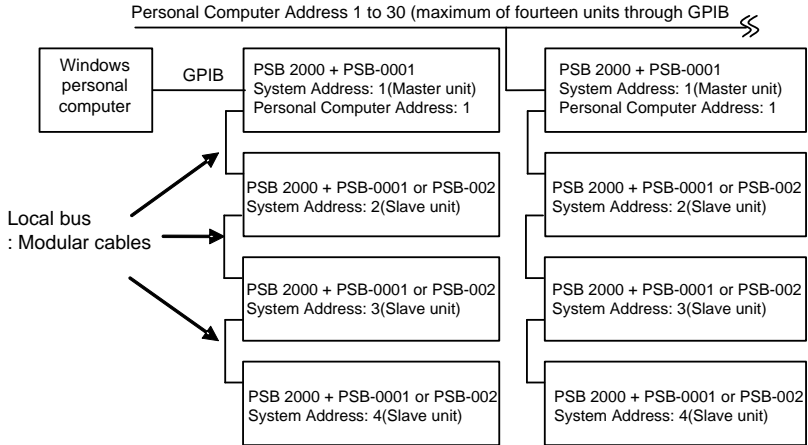 Personal Computer Address 1 to 30 (maximum of fourteen units through GPIB
Windows
personal
computer
GPIB
PSB 2000 + PSB-0001
System Address: 1(Master unit)
Personal Computer Address: 1
PSB 2000 + PSB-0001
System Address: 1(Master unit)
Personal Computer Address: 1
PSB 2000 + PSB-0001 or PSB-002
System Address: 2(Slave unit)
PSB 2000 + PSB-0001 or PSB-002
System Address: 2(Slave unit)
Local bus
: Modular cables
PSB 2000 + PSB-0001 or PSB-002
System Address: 3(Slave unit)
PSB 2000 + PSB-0001 or PSB-002
System Address: 3(Slave unit)
PSB 2000 + PSB-0001 or PSB-002
System Address: 4(Slave unit)
PSB 2000 + PSB-0001 or PSB-002
System Address: 4(Slave unit)